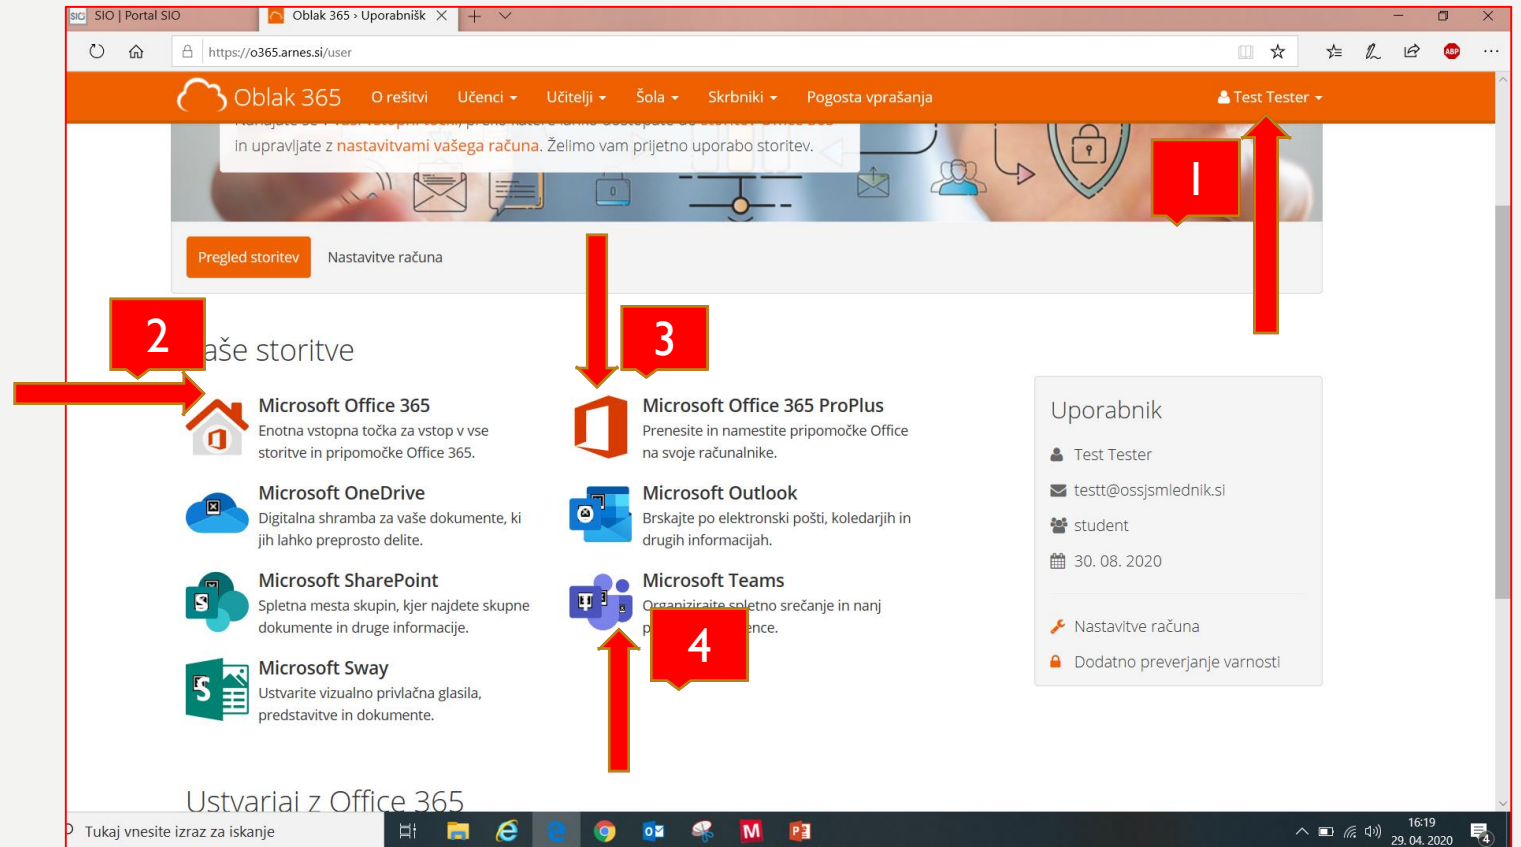 SIO | Portal SIO
Oblak 365 › Uporabnišk
https://o365.arnes.si/user
ABP
Oblak 365 O rešitvi Učenci Učitelji Šola Skrbniki Pogosta vprašanja Test Tester
in upravljate z nastavitvami vašega računa. Želimo vam prijetno uporabo storitev.
1
Pregled storitev Nastavitve računa
2
3
aše storitve
Microsoft Office 365
Enotna vstopna točka za vstop v vse
storitve in pripomočke Office 365.
Microsoft Office 365 ProPlus
Prenesite in namestite pripomočke Office
na svoje računalnike.
Microsoft OneDrive
Digitalna shramba za vaše dokumente, ki
jih lahko preprosto delite.
Microsoft Outlook
Brskajte po elektronski pošti, koledarjih in
drugih informacijah.
Microsoft SharePoint
Spletna mesta skupin, kjer najdete skupne
dokumente in druge informacije.
Microsoft Teams
Organizirajte spletno srečanje in nanj
4
Microsoft Sway
Ustvarite vizualno privlačna glasila,
predstavitve in dokumente.
Uporabnik
Test Tester
testt@ossjsmlednik.si
student
30. 08. 2020
Nastavitve računa
Dodatno preverjanje varnosti
Ustvarjaj z Office 365
Tukaj vnesite izraz za iskanje
16:19
29. 04. 2020
4